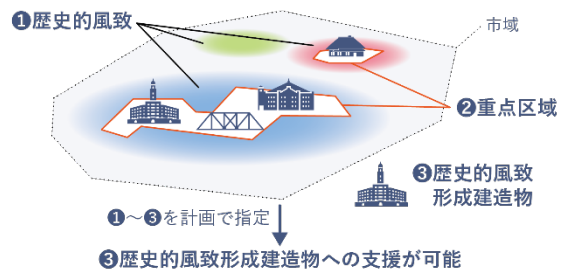 ❶歴史的風致
市域
❷重点区域
❸歴史的風致
形成建造物
❶～❸を計画で指定
❸歴史的風致形成建造物への支援が可能